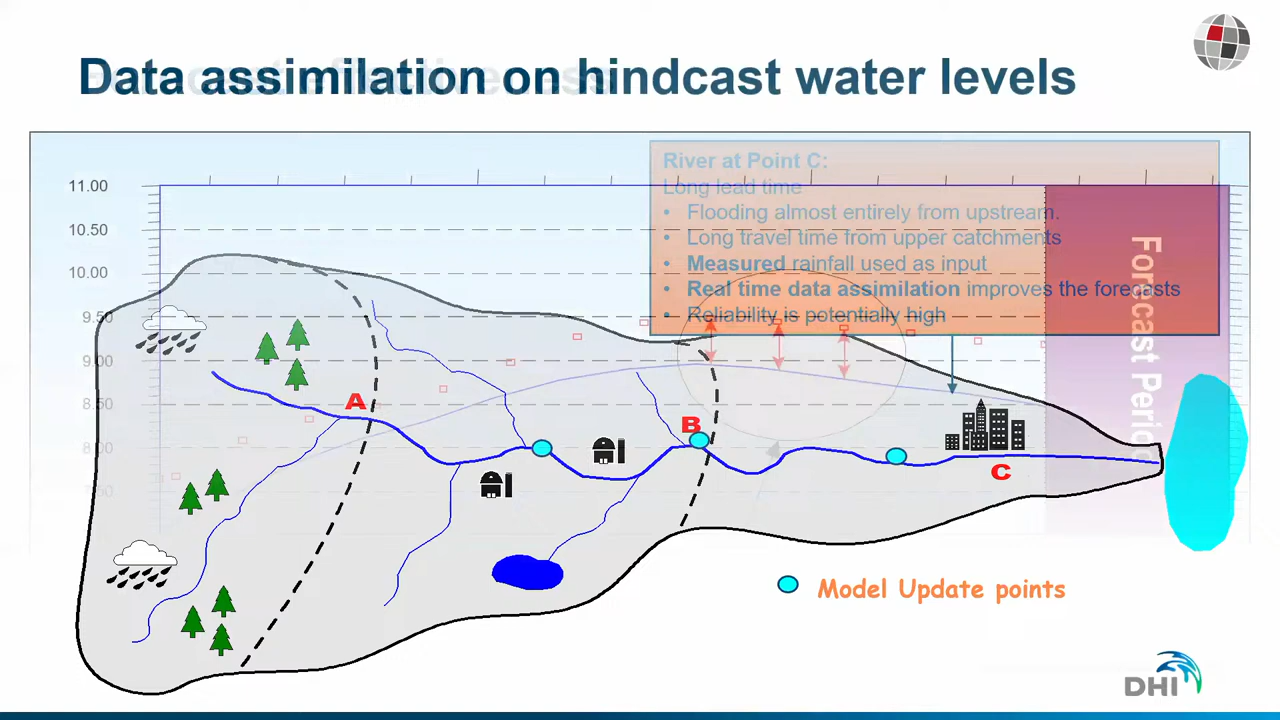 Data assimilation on hindcast water levels
River at Point C:
Long lead time
• Flooding almost entirely from upstream.
• Long travel time from upper catchments
• Measured rainfall used as input
• Real time data assimilation improves the forecasts
• Reliability is potentially high
11.00
10.50
10.00
9.50
9.00
8.50
8.00
Forecast Period
A
B
C
Model Update points
DHI